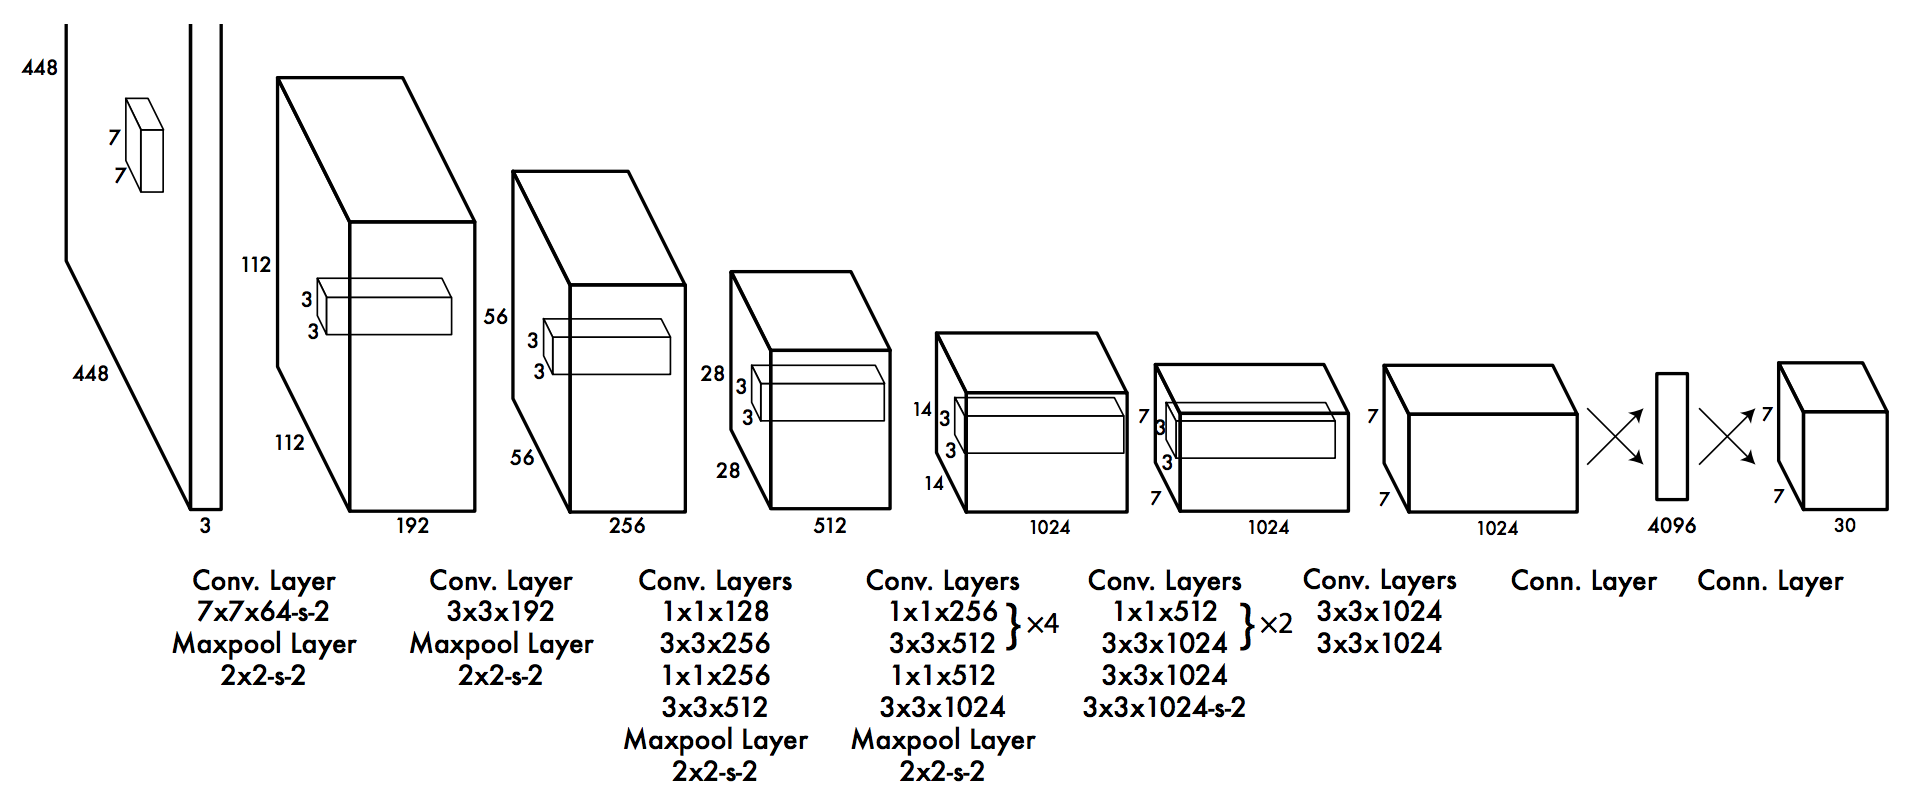 448
7
7
448
3
112
3
3
112
192
56
3
3
56
256
28
3
3
28
512
14
3
3
14
1024
7
3
3
7
1024
7
7
1024
4096
7
7
30
Conv. Layer
7x7x64-s-2
Maxpool Layer
2x2-s-2
Conv. Layer
3x3x192
Maxpool Layer
2x2-s-2
Conv. Layers
1x1x128
3x3x256
1x1x256
3x3x512
Maxpool Layer
2x2-s-2
Conv. Layers
1x1x256
3x3x512
} ×4
1x1x512
3x3x1024
Maxpool Layer
2x2-s-2
Conv. Layers
1x1x512
3x3x1024
} ×2
3x3x1024
3x3x1024-s-2
Conv. Layers
3x3x1024
3x3x1024
Conn. Layer
Conn. Layer